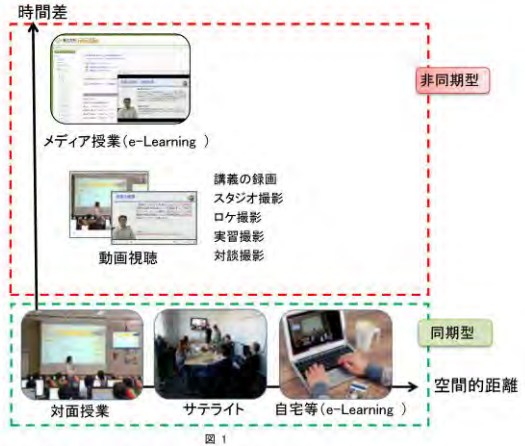 時間差
非同期型
メディア授業(e-Learning )
講義の録画
スタジオ撮影
ロケ撮影
実習撮影
対談撮影
動画視聴
同期型
空間的距離
対面授業
サテライト
自宅等(e-Learning )
図 1